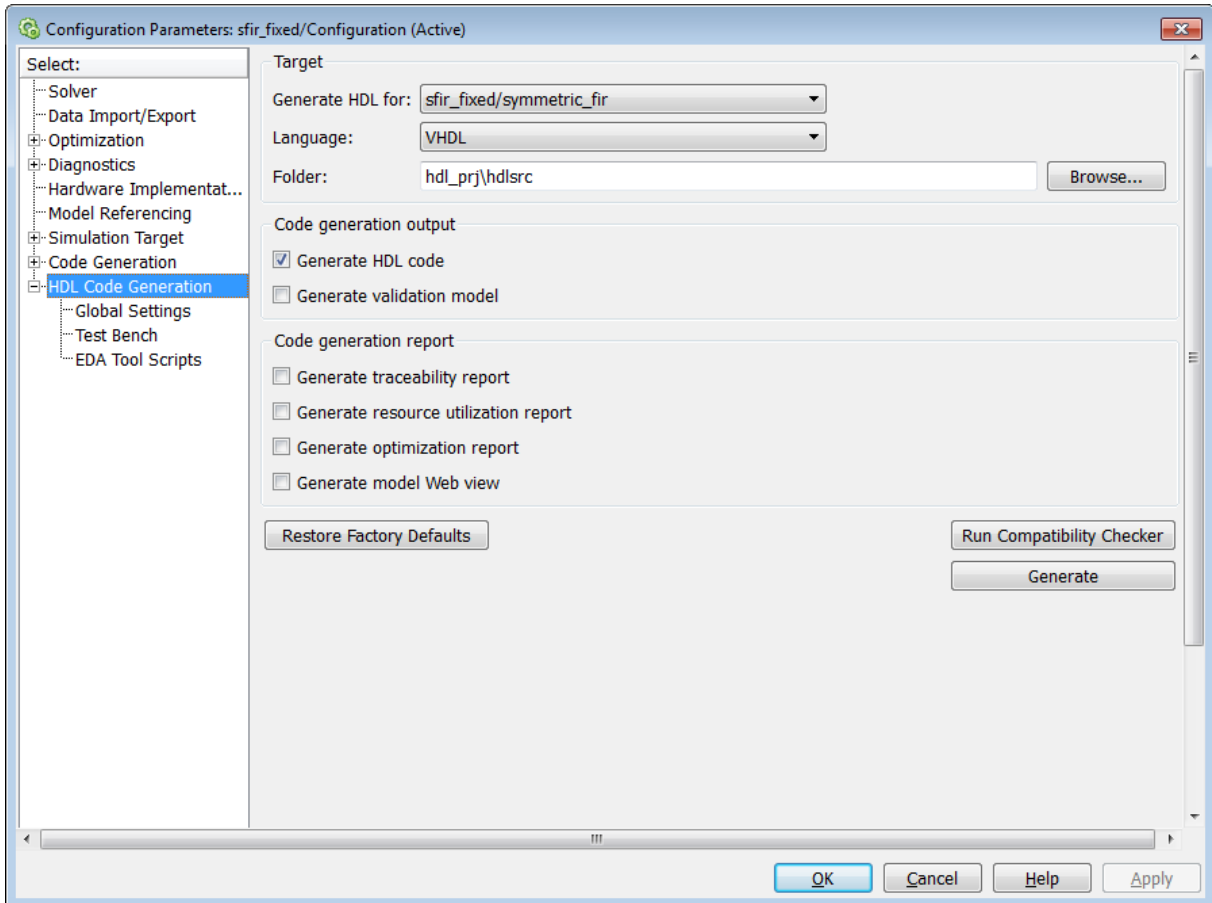 Configuration Parameters: sfir_fixed/Configuration (Active)
Select:
Solver
Data Import/Export
Optimization
Diagnostics
Hardware Implementat...
Model Referencing
Simulation Target
Code Generation
HDL Code Generation
Global Settings
Test Bench
EDA Tool Scripts
Target
Generate HDL for: sfir_fixed/symmetric_fir
Language: VHDL
Folder: hdl_prj\hdlsrc Browse...
Code generation output
Generate HDL code
Generate validation model
Code generation report
Generate traceability report
Generate resource utilization report
Generate optimization report
Generate model Web view
Restore Factory Defaults Run Compatibility Checker
Generate
OK Cancel Help Apply